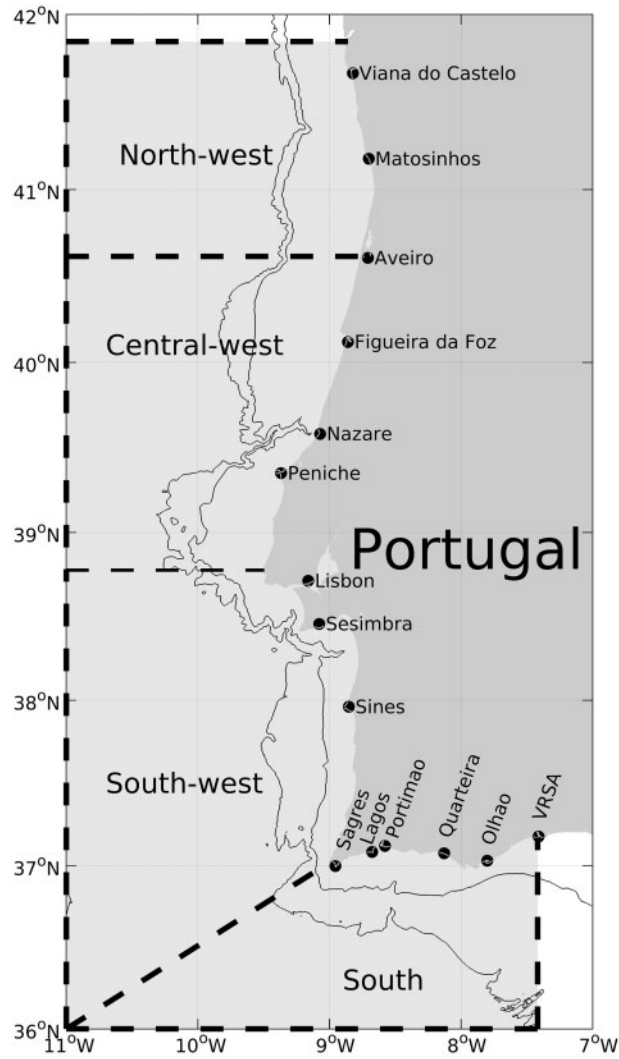 42°N
Viana do Castelo
North-west
Matosinhos
41°N
Aveiro
Central-west
Figueira da Foz
40°N
Nazare
Peniche
39°N
Portugal
Lisbon
Sesimbra
38°N
Sines
South-west
Sagres
Lagos
Portimao
Quarteira
Olhao
VRSA
37°N
South
36°N
11°W 10°W 9°W 8°W 7°W